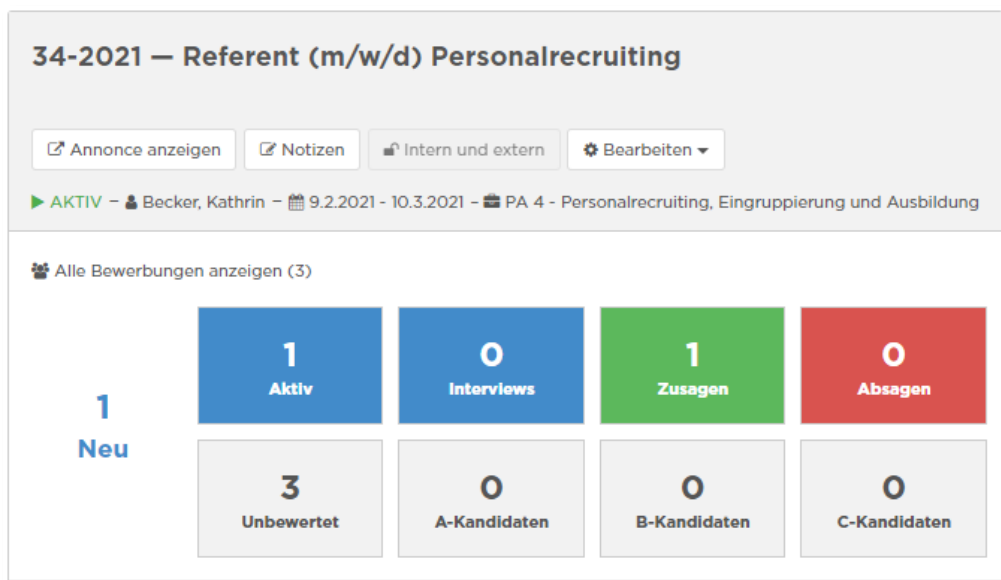 34-2021 — Referent (m/w/d) Personalrecruiting
Annonce anzeigen Notizen Intern und extern Bearbeiten
AKTIV – Becker, Kathrin – 9.2.2021 - 10.3.2021 – PA 4 - Personalrecruiting, Eingruppierung und Ausbildung
Alle Bewerbungen anzeigen (3)
1
Neu
1 0 1 0
Aktiv Interviews Zusagen Absagen
3 0 0 0
Unbewertet A-Kandidaten B-Kandidaten C-Kandidaten